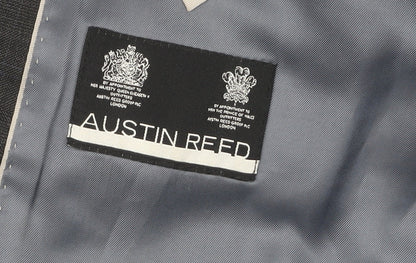 BY APPOINTMENT TO
HER MAJESTY QUEEN ELIZABETH II
OUTFITTERS
AUSTIN REED GROUP PLC
LONDON
BY APPOINTMENT TO
HRH THE PRINCE OF WALES
OUTFITTERS
AUSTIN REED GROUP PLC
LONDON
AUSTIN REED